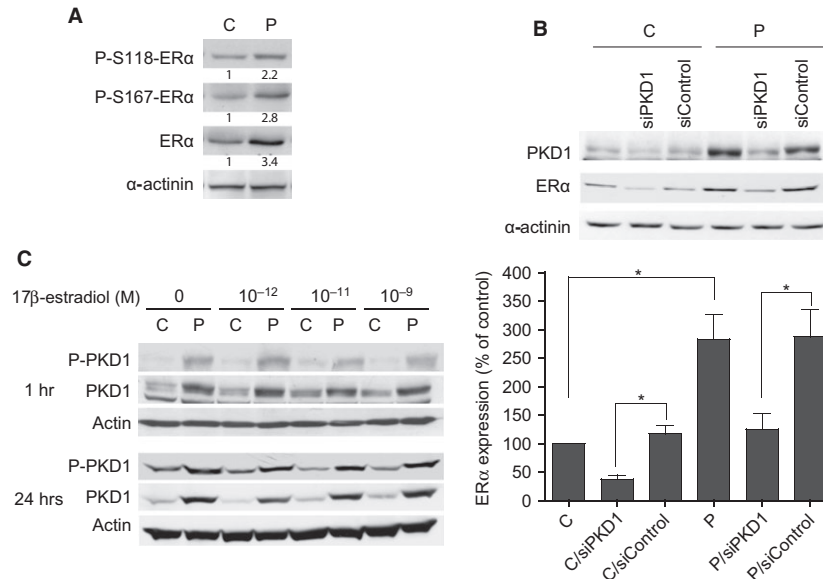 A
C P
P-S118-ERα
1 2.2
P-S167-ERα
1 2.8
ERα
1 3.4
α-actinin
B
C P
siPKD1 siControl siPKD1 siControl
PKD1
ERα
α-actinin
400
350
300
250
200
150
100
50
0
ERα expression (% of control)
* * *
C C/siPKD1 C/siControl P P/siPKD1 P/siControl
C
17β-estradiol (M) 0 10⁻¹² 10⁻¹¹ 10⁻⁹
C P C P C P C P
1 hr
P-PKD1
PKD1
Actin
24 hrs
P-PKD1
PKD1
Actin